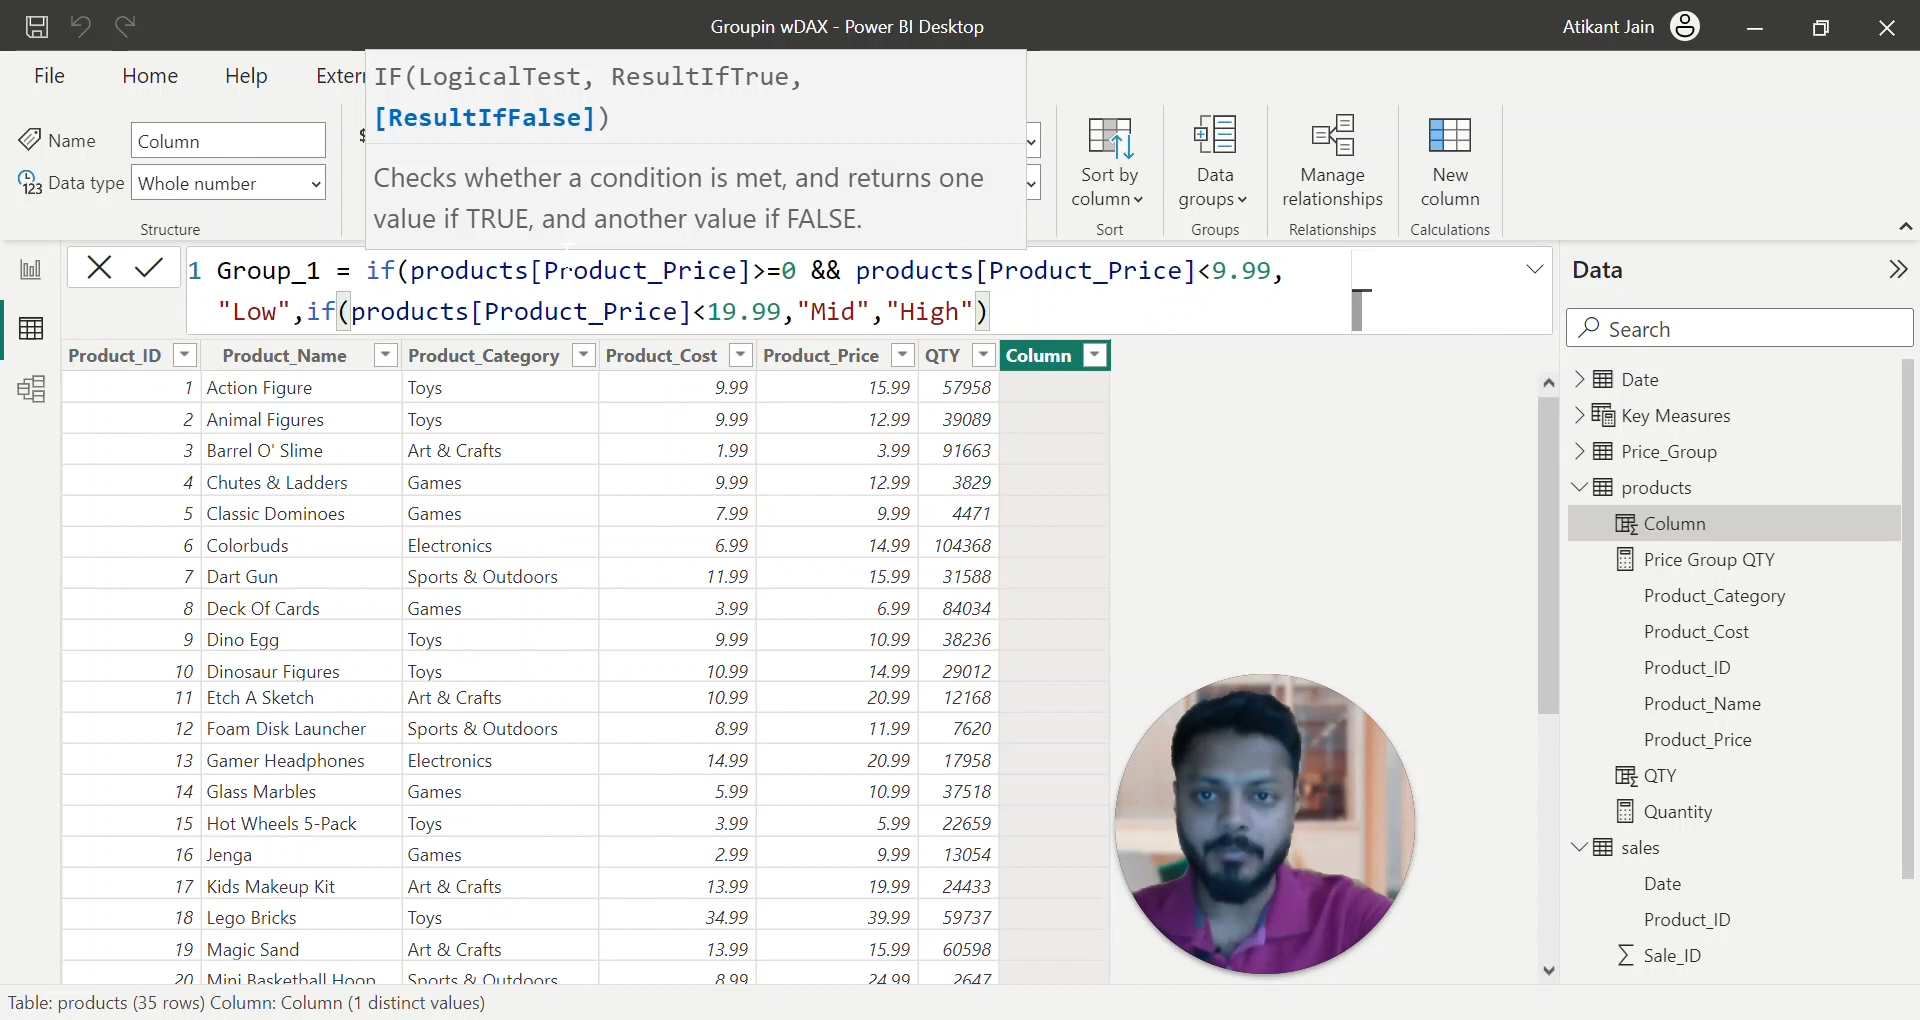 Groupin wDAX - Power BI Desktop
Atikant Jain
File Home Help
IF(LogicalTest, ResultIfTrue,
[ResultIfFalse])
Checks whether a condition is met, and returns one
value if TRUE, and another value if FALSE.
Name Column
Data type Whole number
Structure
Sort by
column
Sort
Data
groups
Groups
Manage
relationships
Relationships
New
column
Calculations
1 Group_1 = if(products[Product_Price]>=0 && products[Product_Price]<9.99,
"Low",if(products[Product_Price]<19.99,"Mid","High")
Product_ID Product_Name Product_Category Product_Cost Product_Price QTY Column
1 Action Figure Toys 9.99 15.99 57958
2 Animal Figures Toys 9.99 12.99 39089
3 Barrel O' Slime Art & Crafts 1.99 3.99 91663
4 Chutes & Ladders Games 9.99 12.99 3829
5 Classic Dominoes Games 7.99 9.99 4471
6 Colorbuds Electronics 6.99 14.99 104368
7 Dart Gun Sports & Outdoors 11.99 15.99 31588
8 Deck Of Cards Games 3.99 6.99 84034
9 Dino Egg Toys 9.99 10.99 38236
10 Dinosaur Figures Toys 10.99 14.99 29012
11 Etch A Sketch Art & Crafts 10.99 20.99 12168
12 Foam Disk Launcher Sports & Outdoors 8.99 11.99 7620
13 Gamer Headphones Electronics 14.99 20.99 17958
14 Glass Marbles Games 5.99 10.99 37518
15 Hot Wheels 5-Pack Toys 3.99 5.99 22659
16 Jenga Games 2.99 9.99 13054
17 Kids Makeup Kit Art & Crafts 13.99 19.99 24433
18 Lego Bricks Toys 34.99 39.99 59737
19 Magic Sand Art & Crafts 13.99 15.99 60598
20 Mini Basketball Hoop Sports & Outdoors 8.99 24.99 2647
Data
Search
Date
Key Measures
Price_Group
products
Column
Price Group QTY
Product_Category
Product_Cost
Product_ID
Product_Name
Product_Price
QTY
Quantity
sales
Date
Product_ID
Sale_ID
Table: products (35 rows) Column: Column (1 distinct values)